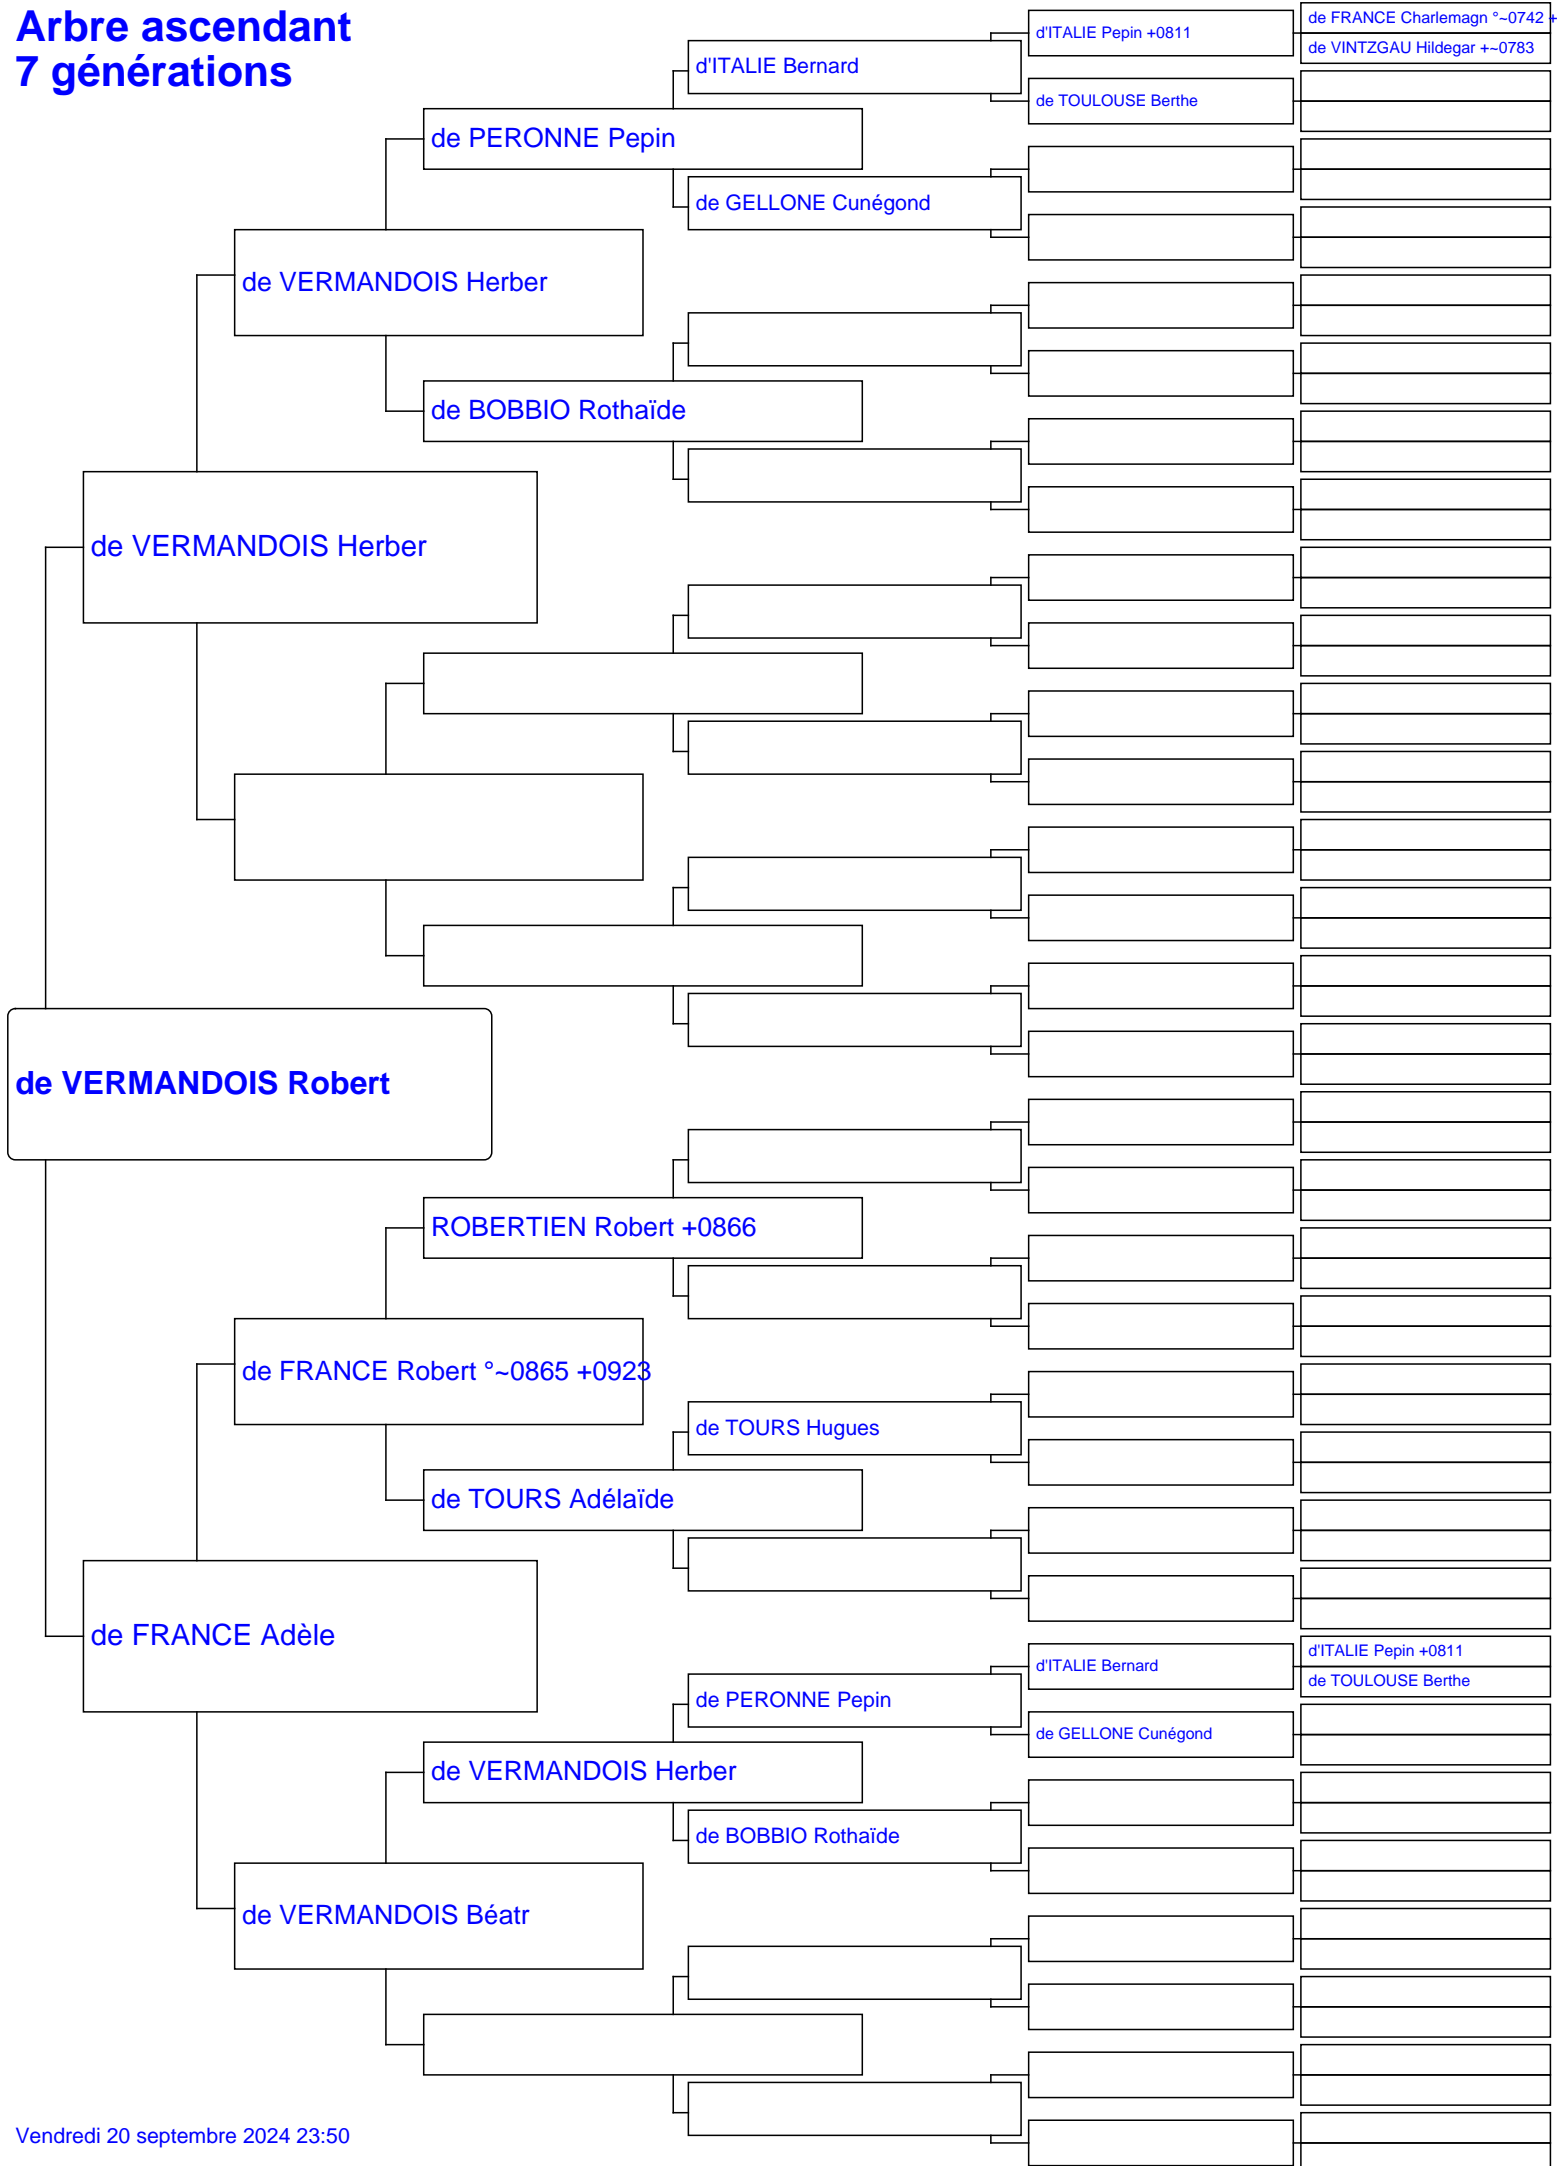 Arbre ascendant
7 générations
de FRANCE Charlemagn °~0742 +
d'ITALIE Pepin +0811
de VINTZGAU Hildegar +~0783
d'ITALIE Bernard
de TOULOUSE Berthe
de PERONNE Pepin
de GELLONE Cunégond
de VERMANDOIS Herber
de BOBBIO Rothaïde
de VERMANDOIS Herber
de VERMANDOIS Robert
ROBERTIEN Robert +0866
de FRANCE Robert °~0865 +0923
de TOURS Hugues
de TOURS Adélaïde
de FRANCE Adèle
d'ITALIE Pepin +0811
d'ITALIE Bernard
de TOULOUSE Berthe
de PERONNE Pepin
de GELLONE Cunégond
de VERMANDOIS Herber
de BOBBIO Rothaïde
de VERMANDOIS Béatr
Vendredi 20 septembre 2024 23:50